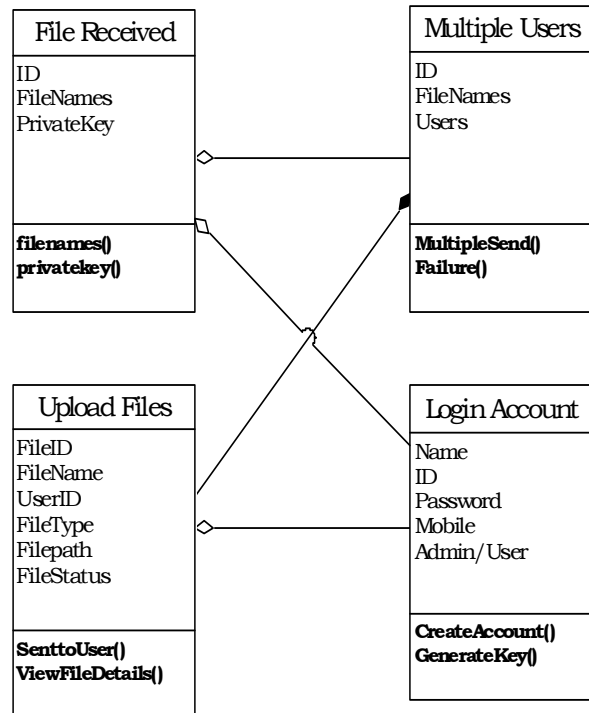 File Received
ID
FileNames
PrivateKey
filenames()
privatekey()
Multiple Users
ID
FileNames
Users
MultipleSend()
Failure()
Upload Files
FileID
FileName
UserID
FileType
Filepath
FileStatus
SenttoUser()
ViewFileDetails()
Login Account
Name
ID
Password
Mobile
Admin/User
CreateAccount()
GenerateKey()